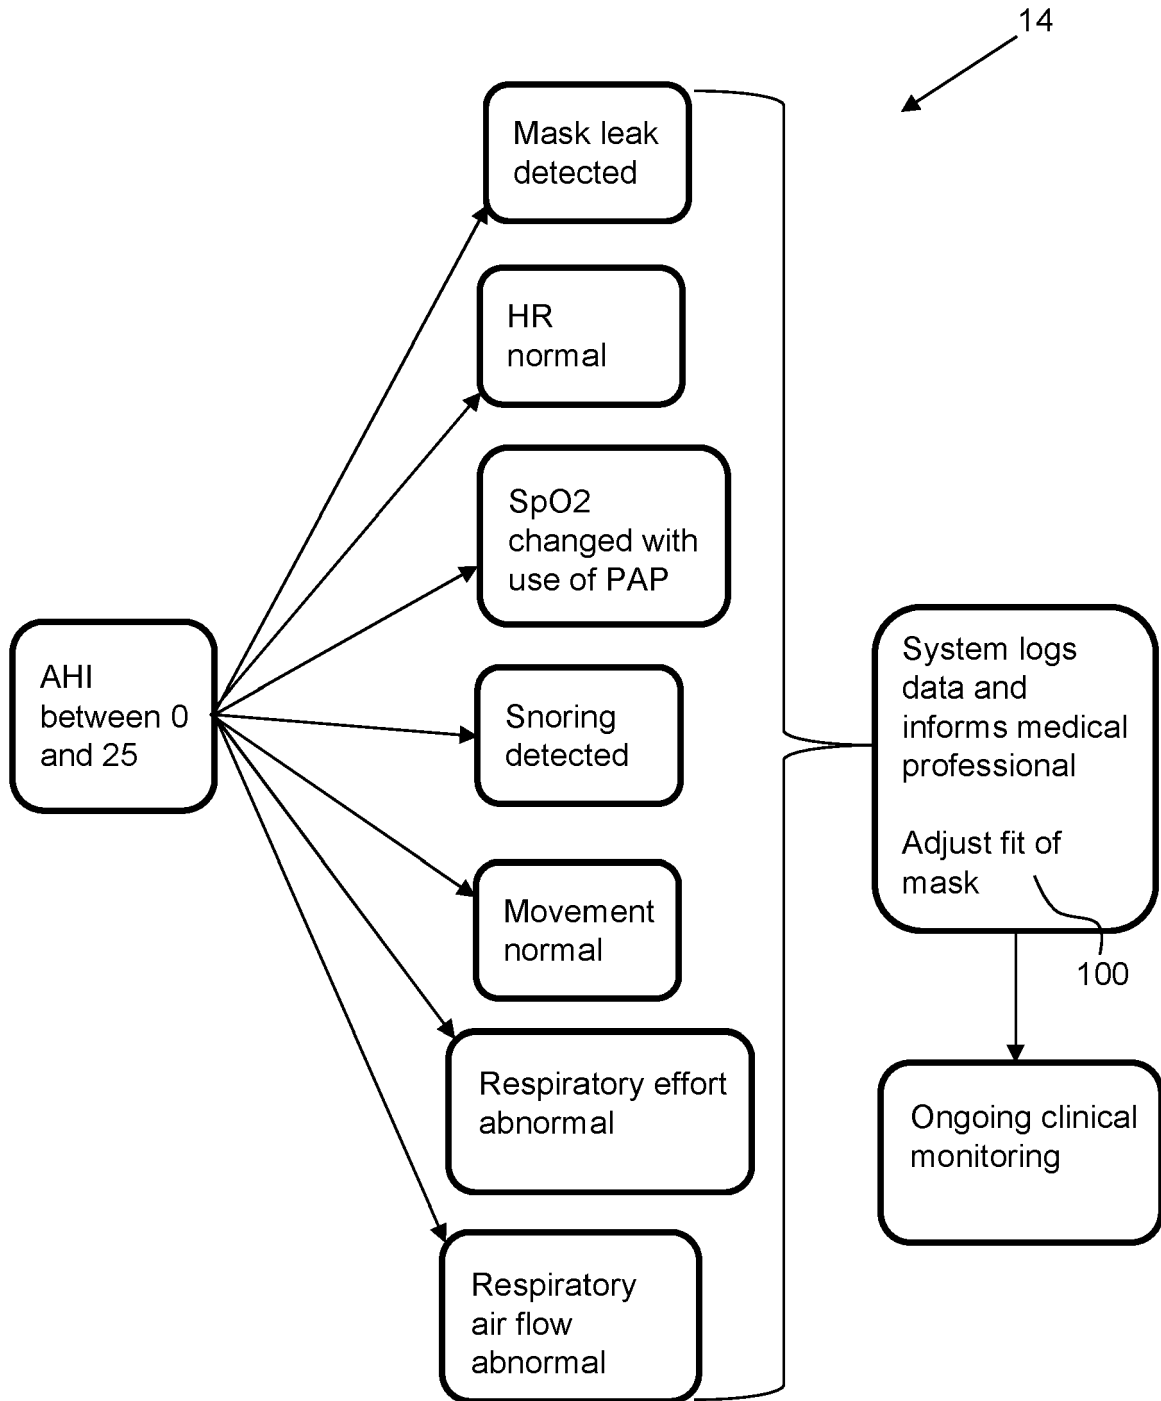 14
Mask leak
detected
HR
normal
SpO2
changed with
use of PAP
AHI
between 0
and 25
Snoring
detected
System logs
data and
informs medical
professional
Adjust fit of
mask
100
Movement
normal
Respiratory effort
abnormal
Ongoing clinical
monitoring
Respiratory
air flow
abnormal